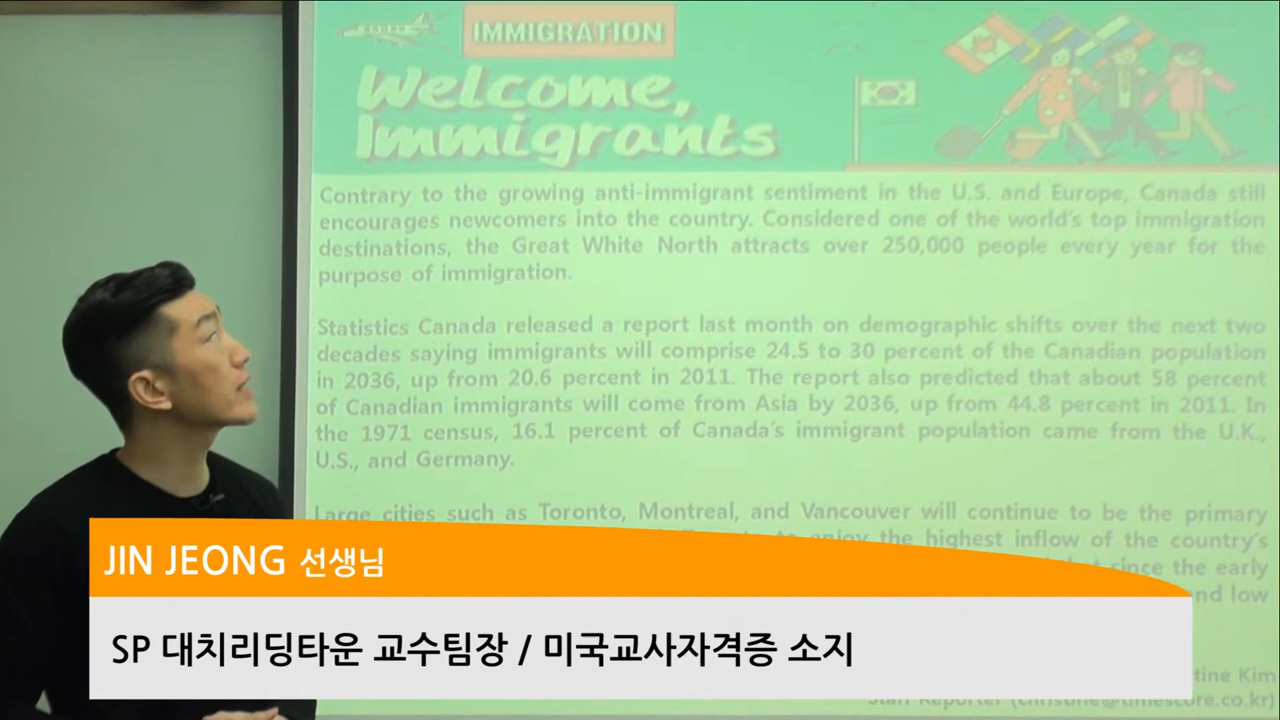 IMMIGRATION
Welcome,
Immigrants
Contrary to the growing anti-immigrant sentiment in the U.S. and Europe, Canada still
encourages newcomers into the country. Considered one of the world's top immigration
destinations, the Great White North attracts over 250,000 people every year for the
purpose of immigration.
Statistics Canada released a report last month on demographic shifts over the next two
decades saying immigrants will comprise 24.5 to 30 percent of the Canadian population
in 2036, up from 20.6 percent in 2011. The report also predicted that about 58 percent
of Canadian immigrants will come from Asia by 2036, up from 44.8 percent in 2011. In
the 1971 census, 16.1 percent of Canada's immigrant population came from the U.K.,
U.S., and Germany.
Large cities such as Toronto, Montreal, and Vancouver will continue to be the primary
to enjoy the highest inflow of the country's
since the early
low
JIN JEONG 선생님
SP 대치리딩타운 교수팀장 / 미국교사자격증 소지
Kim
Staff Reporter (christine@timescore.co.kr)